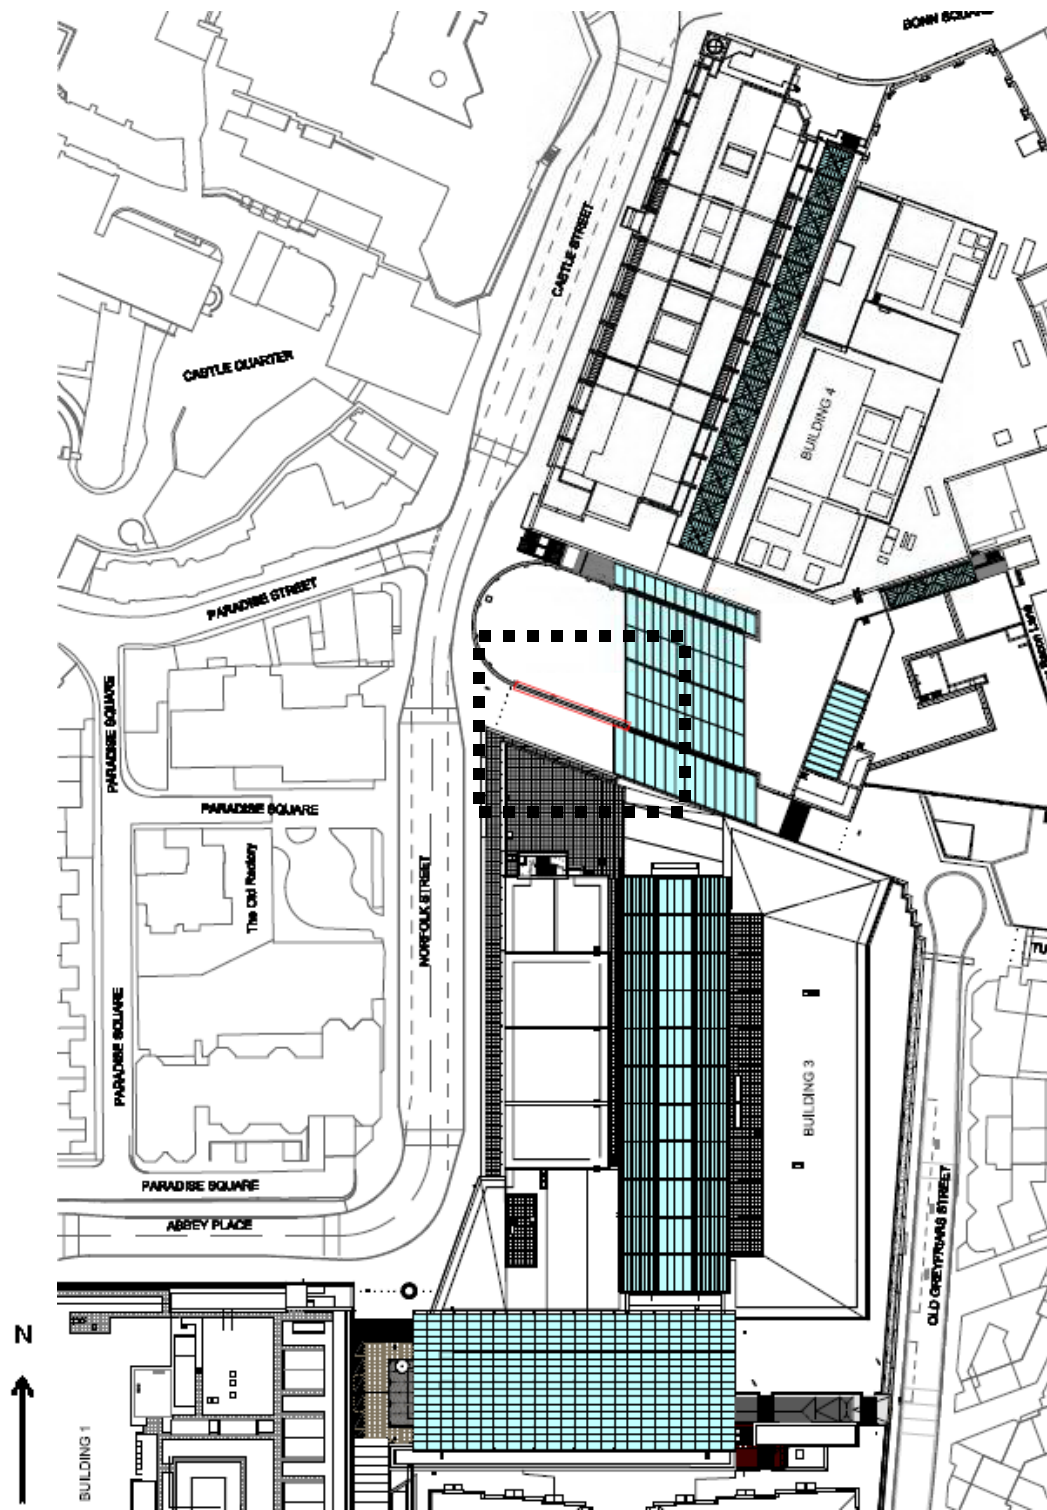 BONN SQUARE
CASTLE STREET
CASTLE QUARTER
BUILDING 4
PARADISE STREET
PARADISE SQUARE
PARADISE SQUARE
The Old Rectory
NORFOLK STREET
PARADISE SQUARE
BUILDING 3
PARADISE SQUARE
ABBEY PLACE
OLD GREYFRIARS STREET
N
BUILDING 1